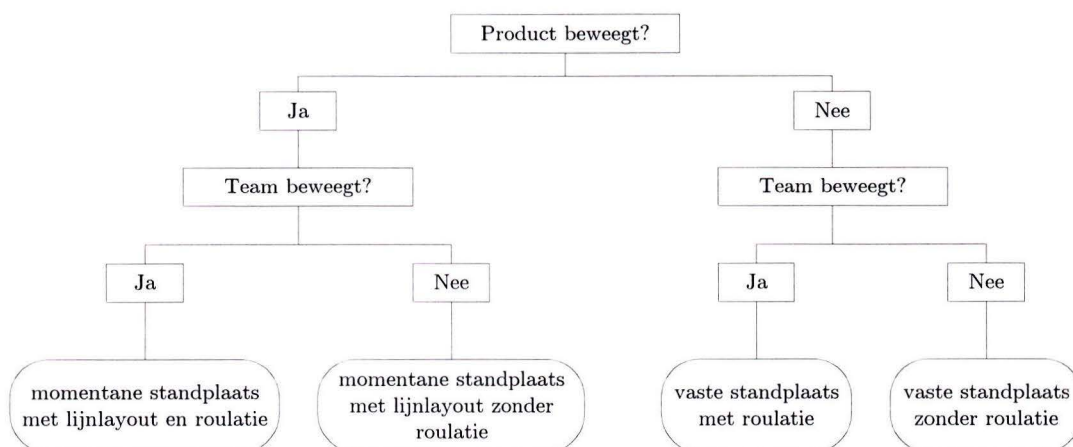 Product beweegt?
Ja
Nee
Team beweegt?
Team beweegt?
Ja
Nee
Ja
Nee
momentane standplaats
met lijnlayout en roulatie
momentane standplaats
met lijnlayout zonder
roulatie
vaste standplaats
met roulatie
vaste standplaats
zonder roulatie